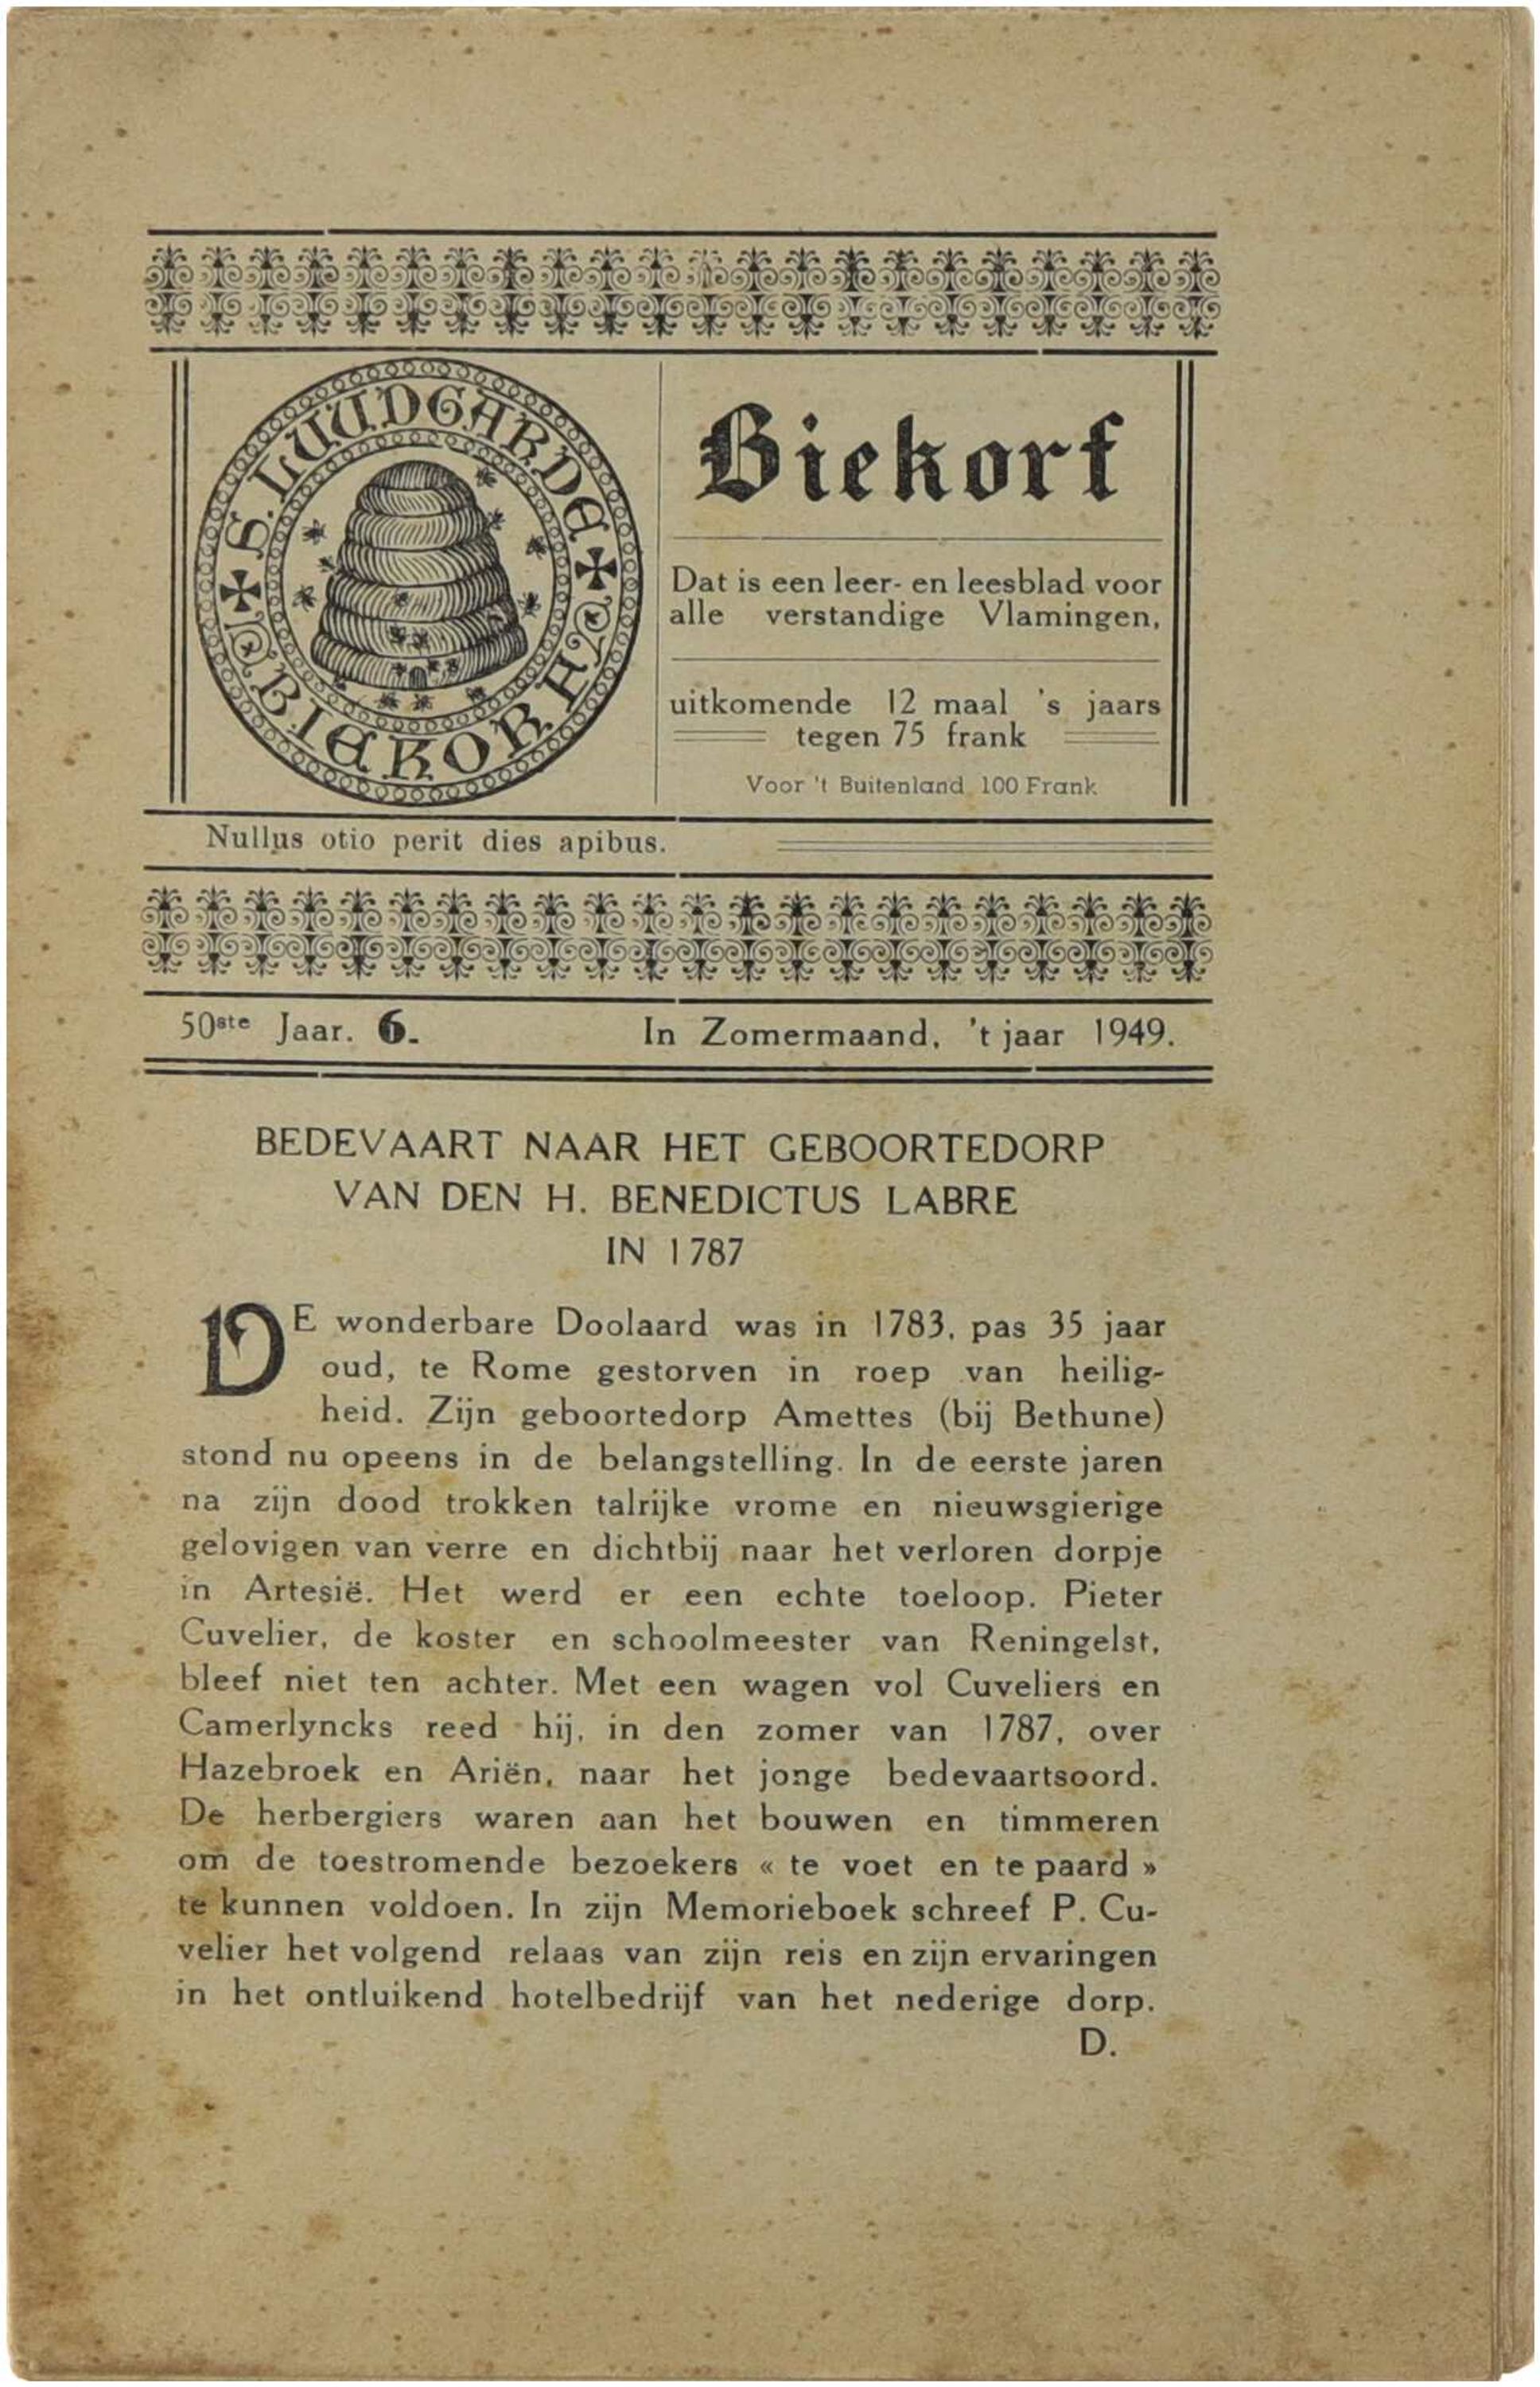 S. LUUDGARDE
BIEKORF
Biekorf
Dat is een leer- en leesblad voor
alle verstandige Vlamingen,
uitkomende 12 maal 's jaars
tegen 75 frank
Voor 't Buitenland 100 Frank
Nullus otio perit dies apibus.
50ste Jaar. 6. In Zomermaand, 't jaar 1949.
BEDEVAART NAAR HET GEBOORTEDORP
VAN DEN H. BENEDICTUS LABRE
IN 1787
DE wonderbare Doolaard was in 1783, pas 35 jaar
oud, te Rome gestorven in roep van heilig-
heid. Zijn geboortedorp Amettes (bij Bethune)
stond nu opeens in de belangstelling. In de eerste jaren
na zijn dood trokken talrijke vrome en nieuwsgierige
gelovigen van verre en dichtbij naar het verloren dorpje
in Artesië. Het werd er een echte toeloop. Pieter
Cuvelier, de koster en schoolmeester van Reningelst,
bleef niet ten achter. Met een wagen vol Cuveliers en
Camerlyncks reed hij, in den zomer van 1787, over
Hazebroek en Ariën, naar het jonge bedevaartsoord.
De herbergiers waren aan het bouwen en timmeren
om de toestromende bezoekers « te voet en te paard »
te kunnen voldoen. In zijn Memorieboek schreef P. Cu-
velier het volgend relaas van zijn reis en zijn ervaringen
in het ontluikend hotelbedrijf van het nederige dorp.
D.